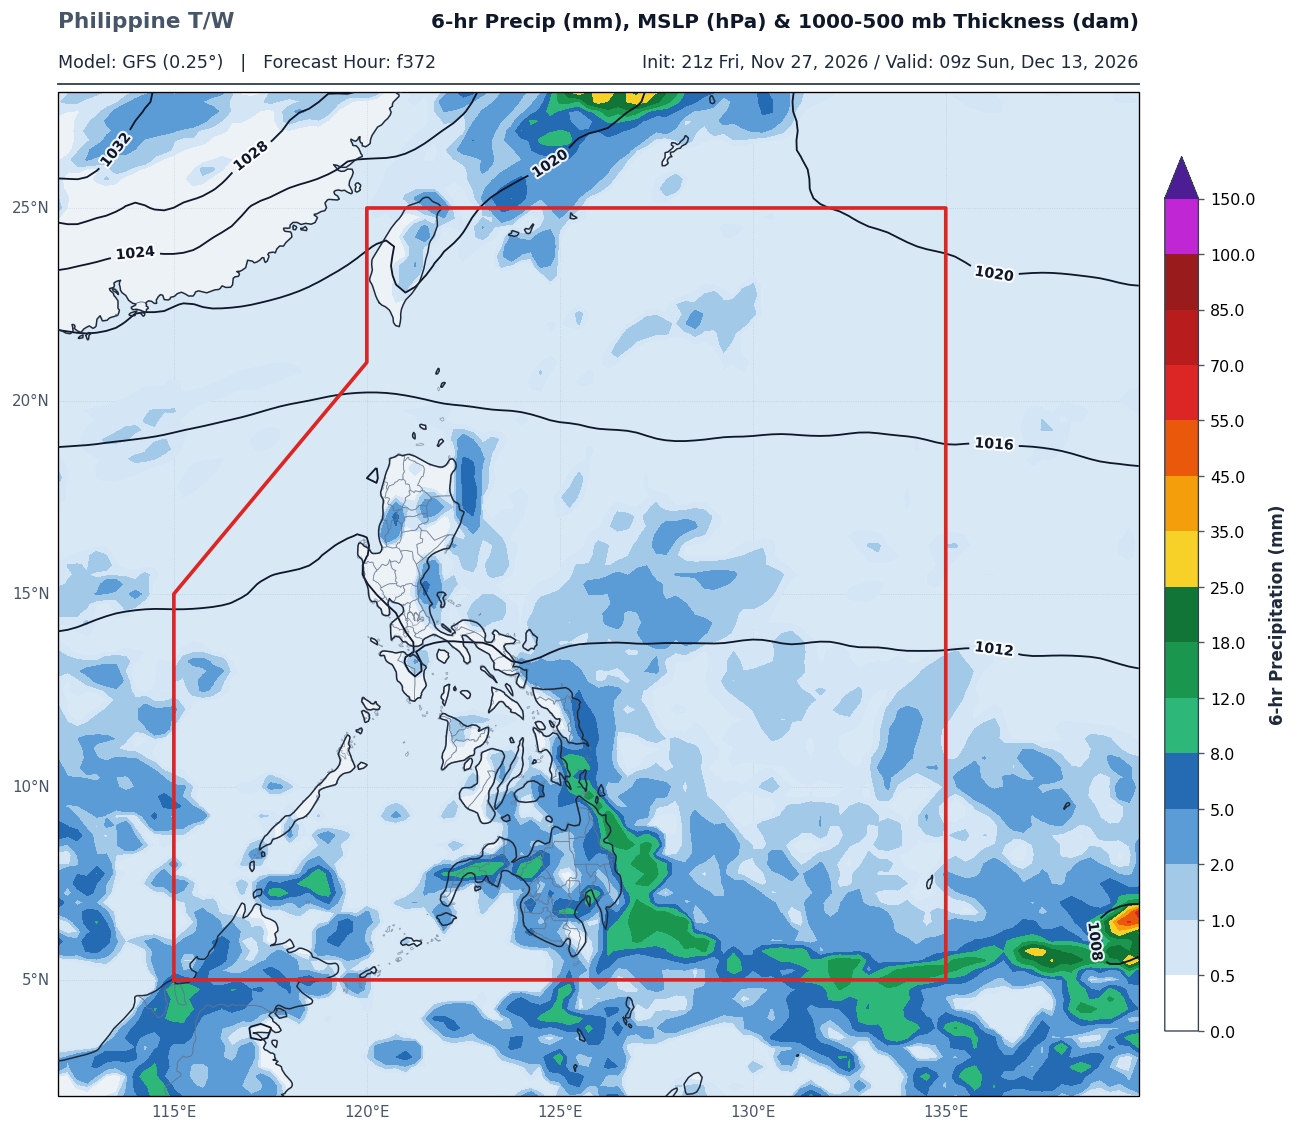 Philippine T/W
6-hr Precip (mm), MSLP (hPa) & 1000-500 mb Thickness (dam)
Model: GFS (0.25°)   |   Forecast Hour: f372
Init: 21z Fri, Nov 27, 2026 / Valid: 09z Sun, Dec 13, 2026
1032
1028
1020
1024
1020
1016
1012
1008
25°N
20°N
15°N
10°N
5°N
115°E
120°E
125°E
130°E
135°E
150.0
100.0
85.0
70.0
55.0
45.0
35.0
25.0
18.0
12.0
8.0
5.0
2.0
1.0
0.5
0.0
6-hr Precipitation (mm)